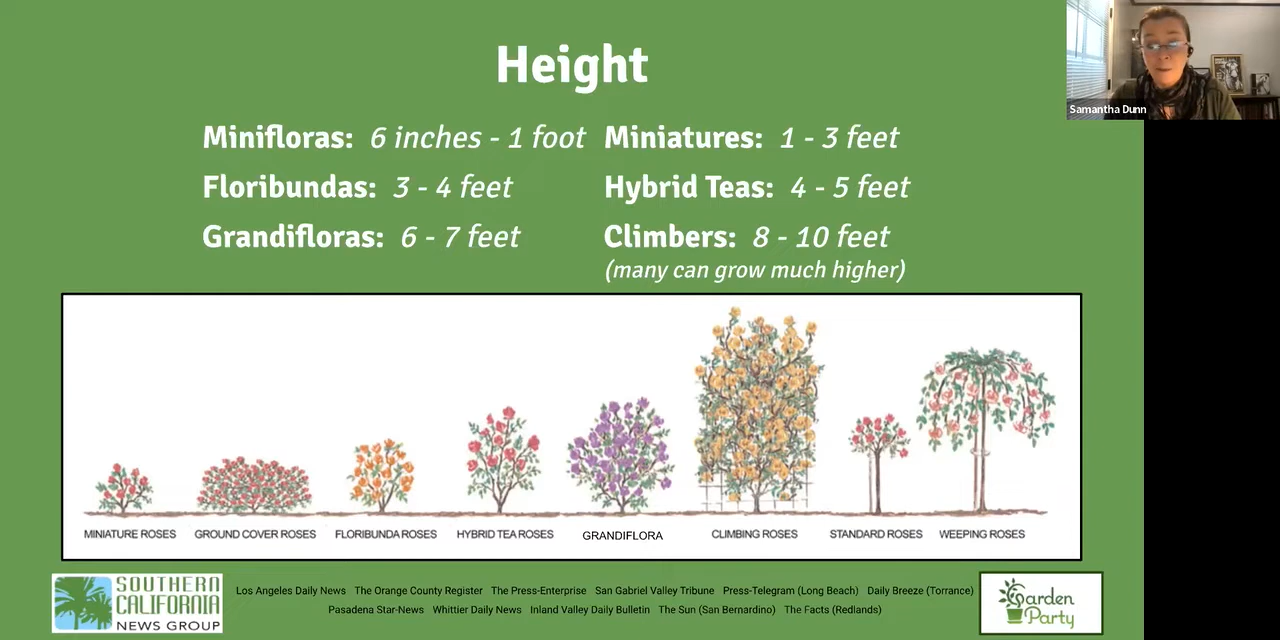 Height
Minifloras: 6 inches - 1 foot Miniatures: 1 - 3 feet
Floribundas: 3 - 4 feet Hybrid Teas: 4 - 5 feet
Grandifloras: 6 - 7 feet Climbers: 8 - 10 feet
(many can grow much higher)
Samantha Dunn
MINIATURE ROSES GROUND COVER ROSES FLORIBUNDA ROSES HYBRID TEA ROSES GRANDIFLORA CLIMBING ROSES STANDARD ROSES WEEPING ROSES
SOUTHERN
CALIFORNIA
NEWS GROUP
Los Angeles Daily News The Orange County Register The Press-Enterprise San Gabriel Valley Tribune Press-Telegram (Long Beach) Daily Breeze (Torrance)
Pasadena Star-News Whittier Daily News Inland Valley Daily Bulletin The Sun (San Bernardino) The Facts (Redlands)
Garden
Party